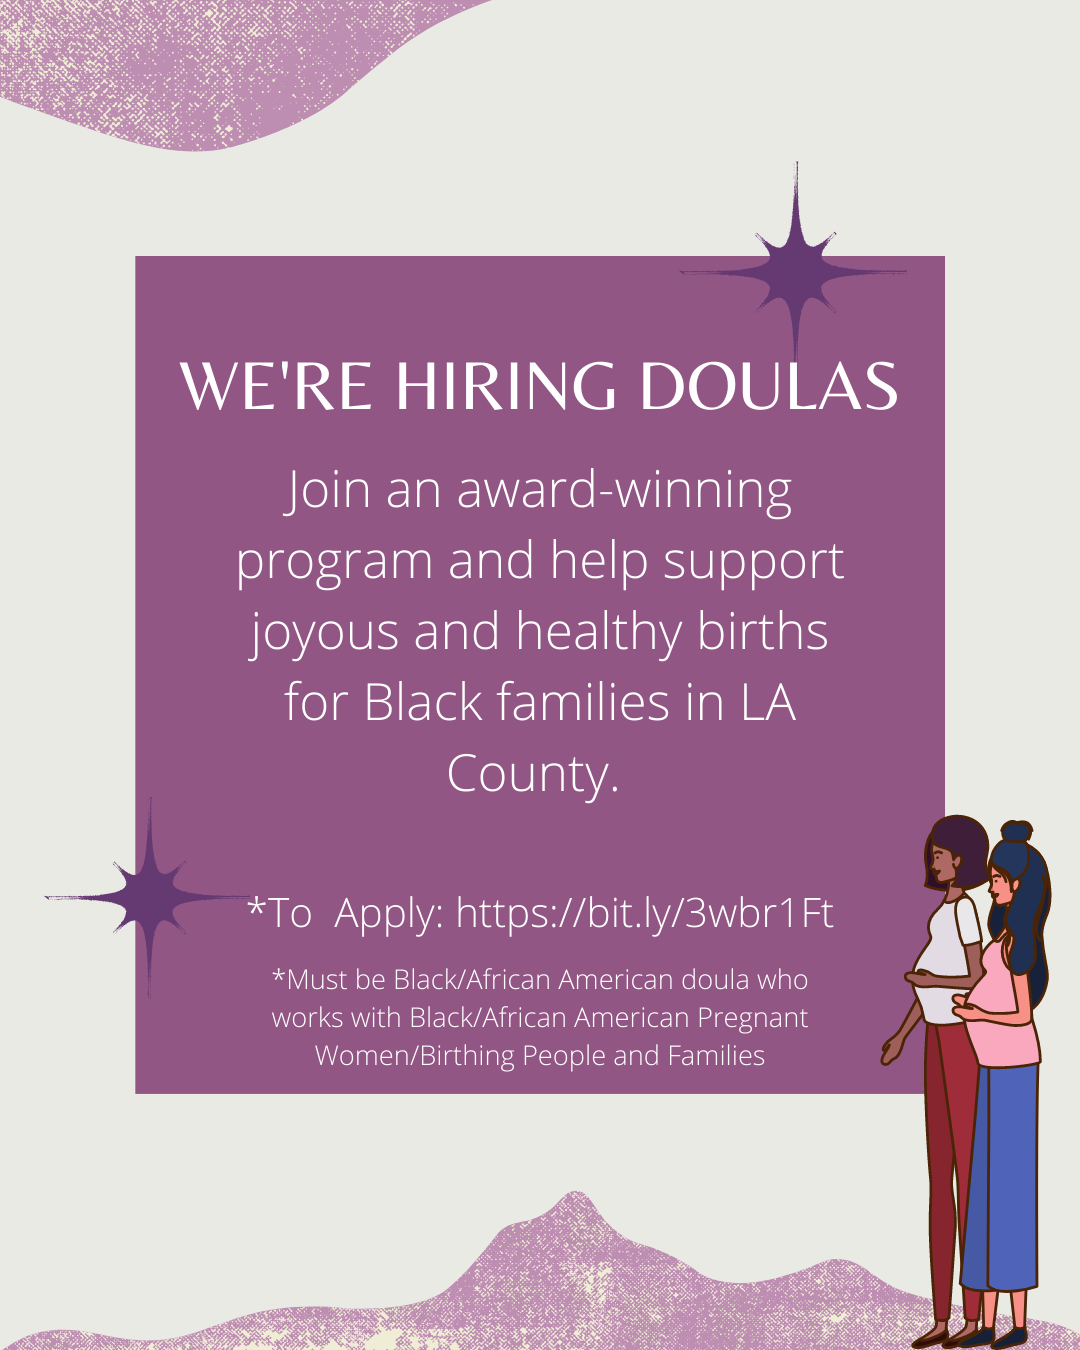 WE'RE HIRING DOULAS
Join an award-winning
program and help support
joyous and healthy births
for Black families in LA
County.
*To  Apply: https://bit.ly/3wbr1Ft
*Must be Black/African American doula who
works with Black/African American Pregnant
Women/Birthing People and Families